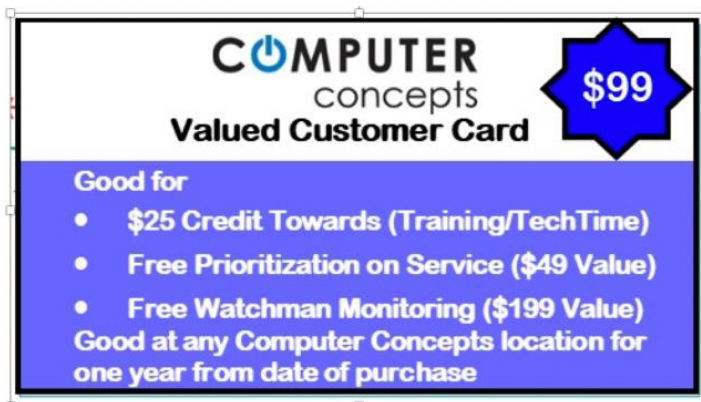 COMPUTER
concepts
Valued Customer Card
$99
Good for
• $25 Credit Towards (Training/TechTime)
• Free Prioritization on Service ($49 Value)
• Free Watchman Monitoring ($199 Value)
Good at any Computer Concepts location for
one year from date of purchase